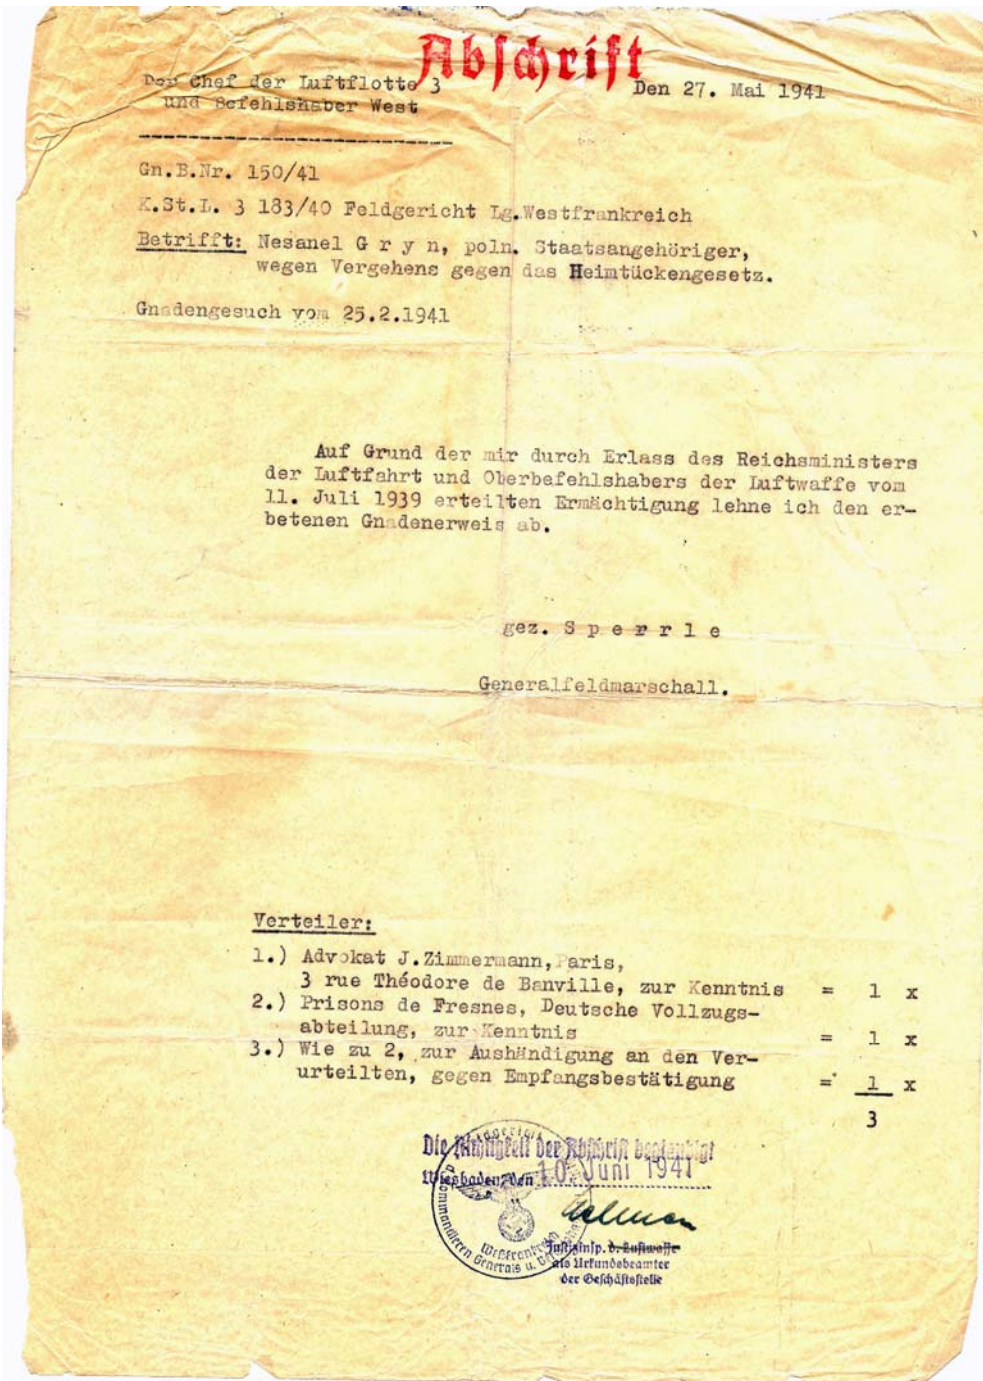 Abschrift
Der Chef der Luftflotte 3
und Befehlshaber West
Den 27. Mai 1941
Gn.B.Nr. 150/41
K.St.L. 3 183/40 Feldgericht Lg.Westfrankreich
Betrifft: Nesanel G r y n, poln. Staatsangehöriger,
wegen Vergehens gegen das Heimtückengesetz.
Gnadengesuch vom 25.2.1941
Auf Grund der mir durch Erlass des Reichsministers
der Luftfahrt und Oberbefehlshabers der Luftwaffe vom
11. Juli 1939 erteilten Ermächtigung lehne ich den er-
betenen Gnadenerweis ab.
gez. S p e r r l e
Generalfeldmarschall.
Verteiler:
1.) Advokat J.Zimmermann, Paris,
3 rue Théodore de Banville, zur Kenntnis = 1 x
2.) Prisons de Fresnes, Deutsche Vollzugs-
abteilung, zur Kenntnis = 1 x
3.) Wie zu 2, zur Aushändigung an den Ver-
urteilten, gegen Empfangsbestätigung = 1 x
3
Die Richtigkeit der Abschrift beglaubigt
Wiesbaden, den 10. Juni 1941
Kommandieren Generals u.
Westfrankreich
Justizinsp. d. Luftwaffe
als Urkundsbeamter
der Geschäftsstelle